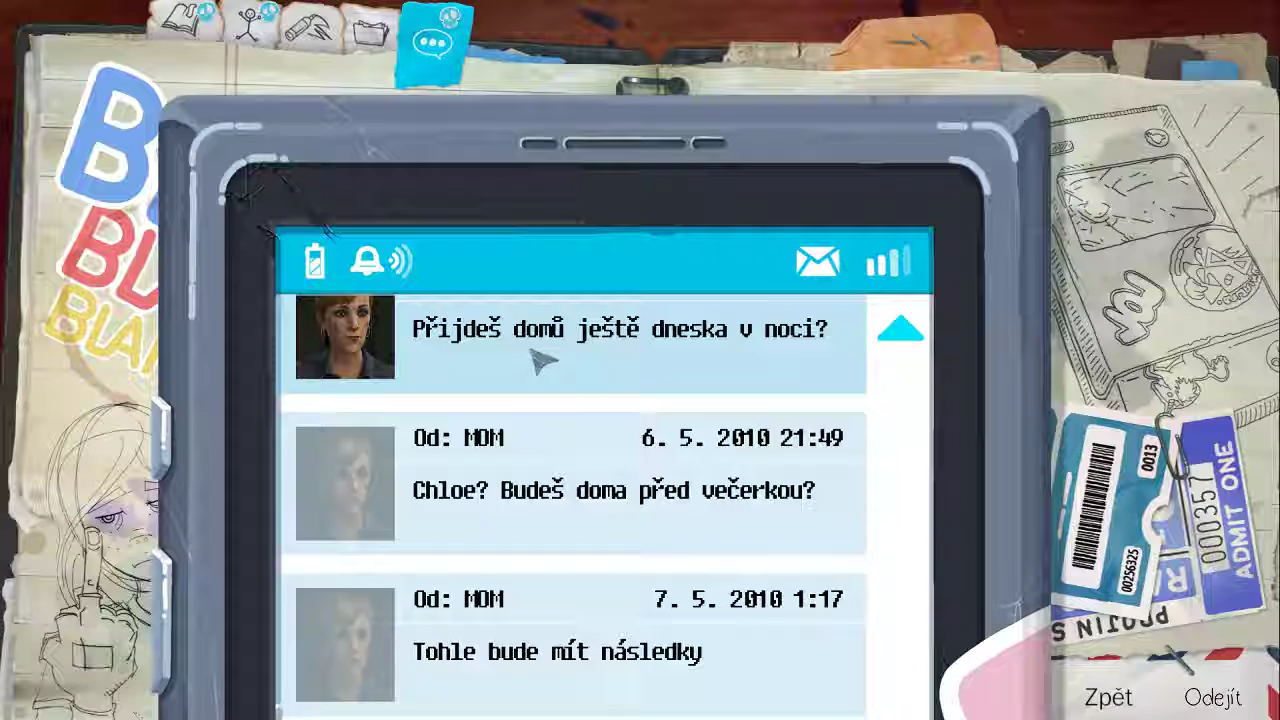 Přijdeš domů ještě dneska v noci?
Od: MOM 6. 5. 2010 21:49
Chloe? Budeš doma před večerkou?
Od: MOM 7. 5. 2010 1:17
Tohle bude mít následky
0013
00256325
000357
ADMIT ONE
Zpět Odejít